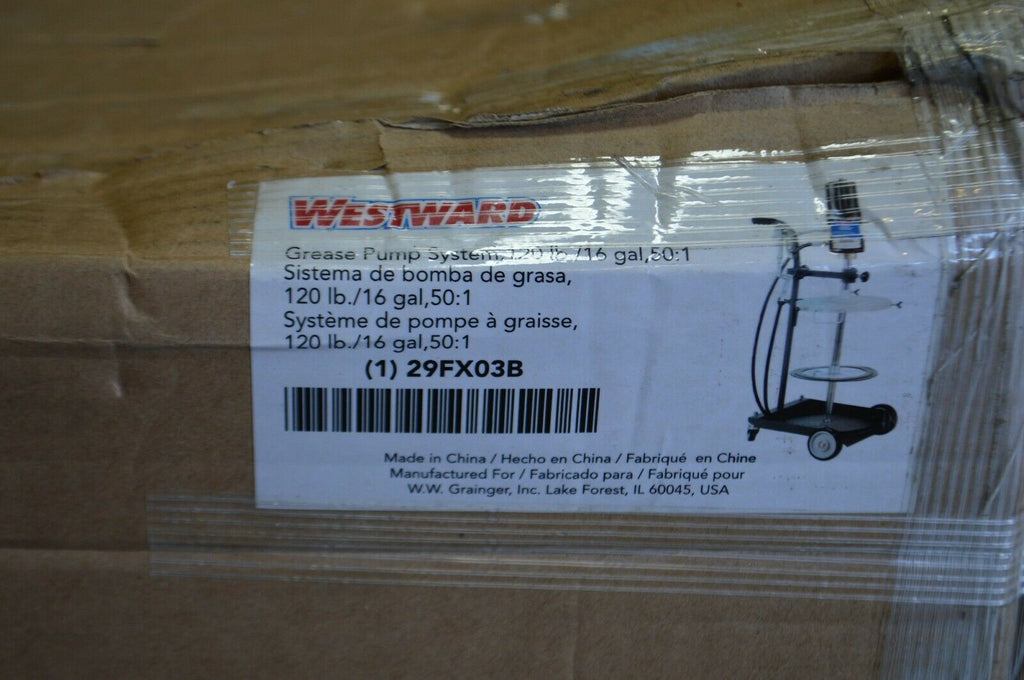 WESTWARD
Grease Pump System,120 lb./16 gal,50:1
Sistema de bomba de grasa,
120 lb./16 gal,50:1
Système de pompe à graisse,
120 lb./16 gal,50:1
(1) 29FX03B
Made in China / Hecho en China / Fabriqué en Chine
Manufactured For / Fabricado para / Fabriqué pour
W.W. Grainger, Inc. Lake Forest, IL 60045, USA